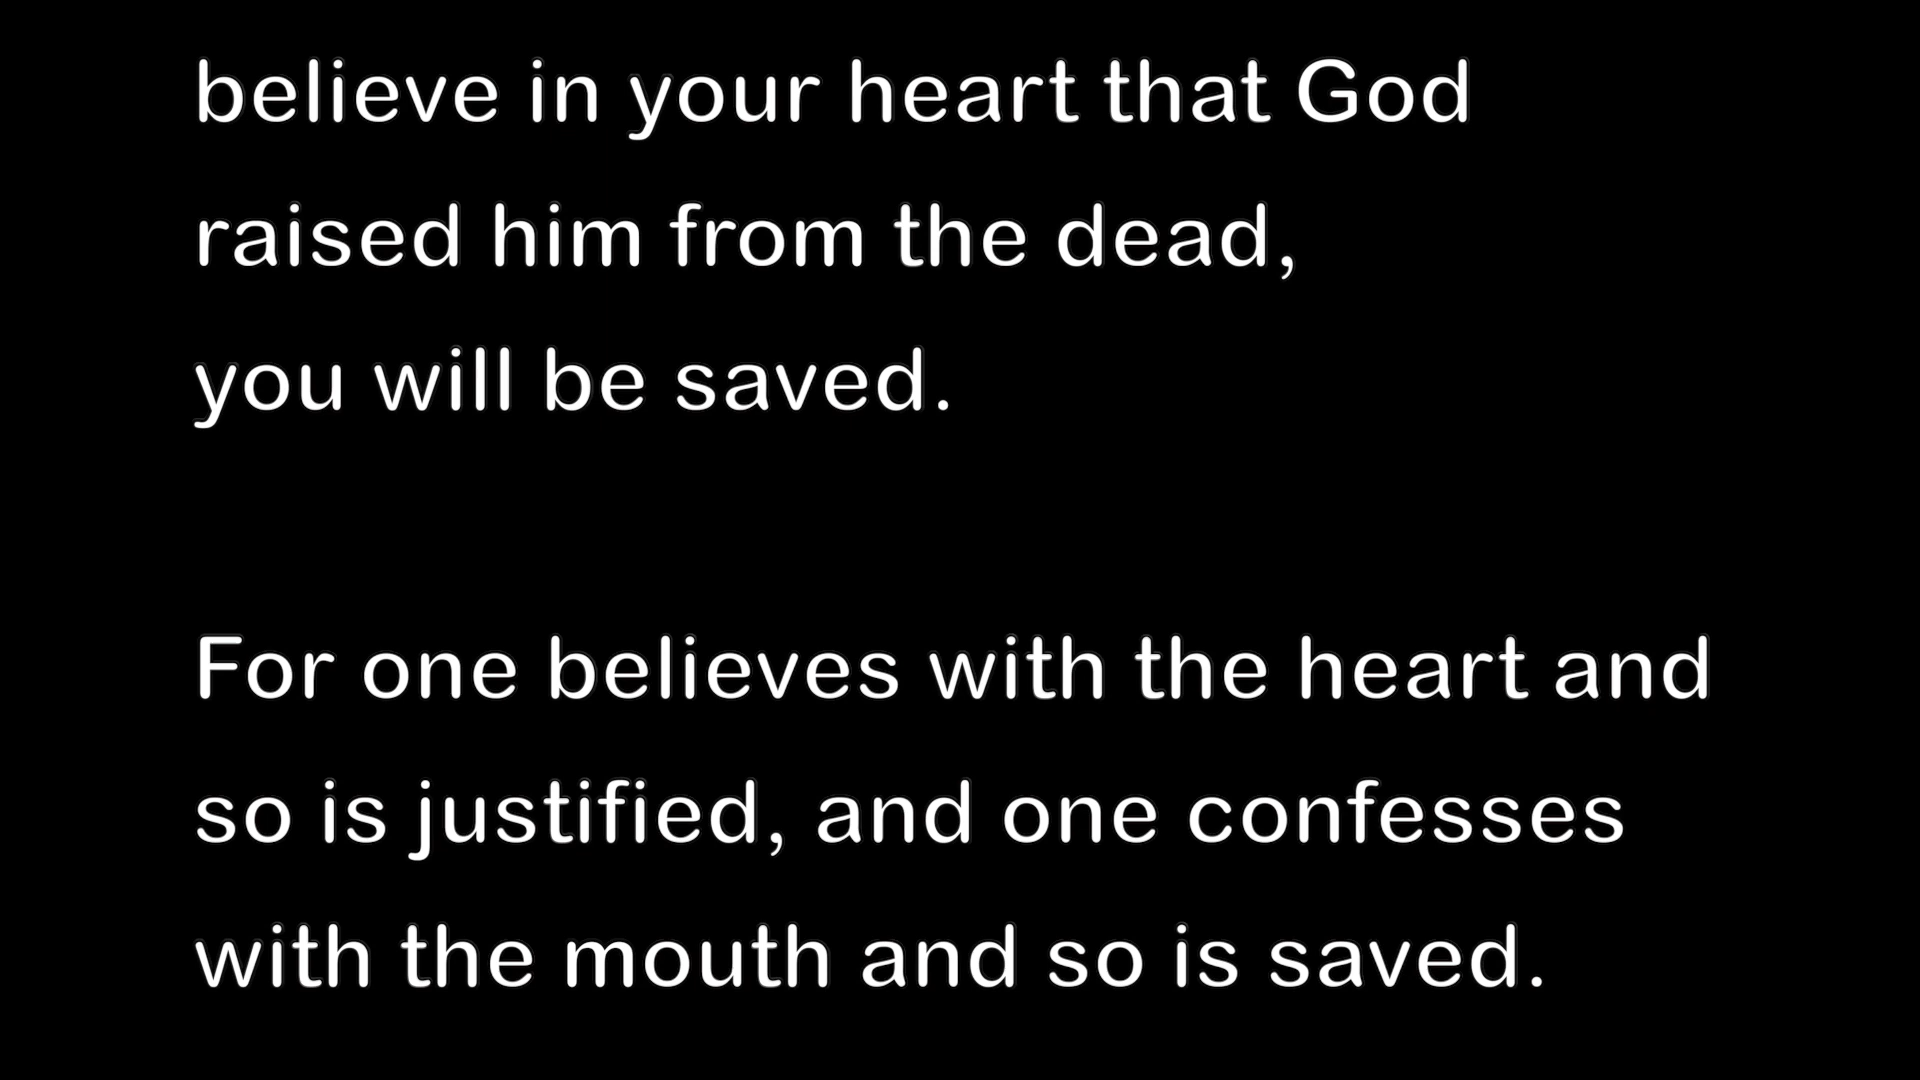 believe in your heart that God
raised him from the dead,
you will be saved.
For one believes with the heart and
so is justified, and one confesses
with the mouth and so is saved.